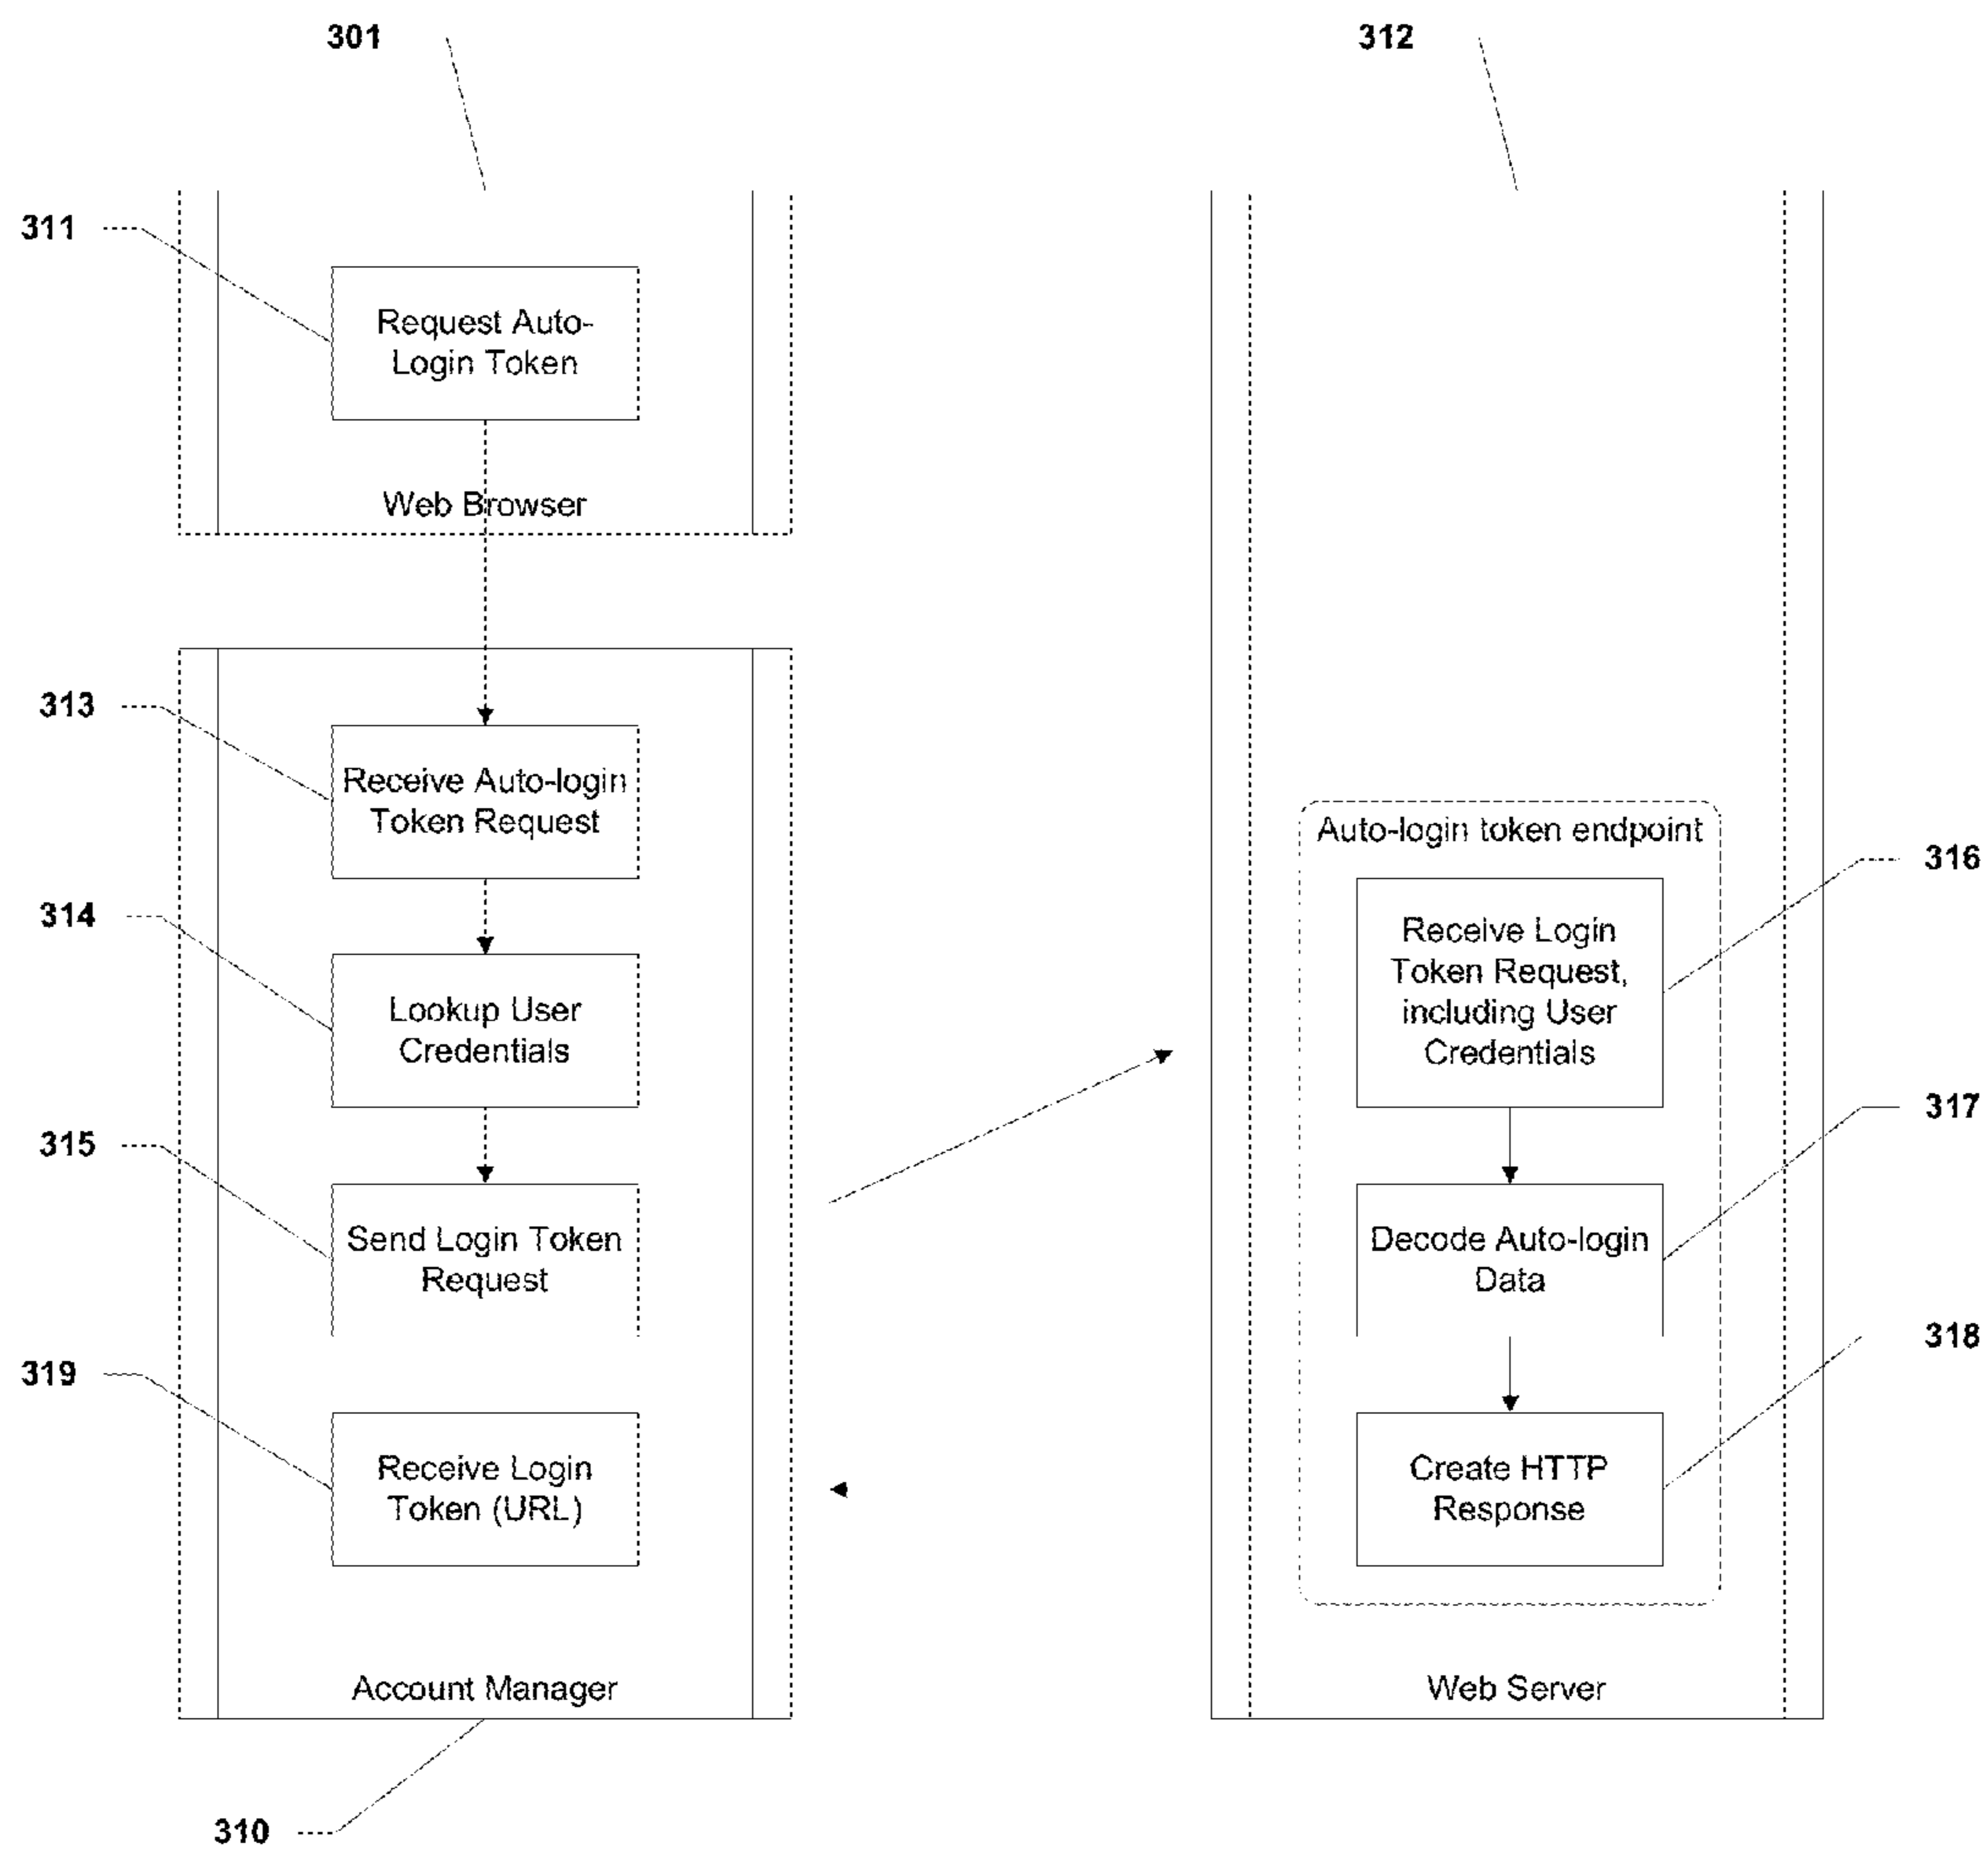 301
312
311
Request Auto-
Login Token
Web Browser
313
Receive Auto-login
Token Request
314
Lookup User
Credentials
315
Send Login Token
Request
319
Receive Login
Token (URL)
Account Manager
310
Auto-login token endpoint
316
Receive Login
Token Request,
including User
Credentials
317
Decode Auto-login
Data
318
Create HTTP
Response
Web Server